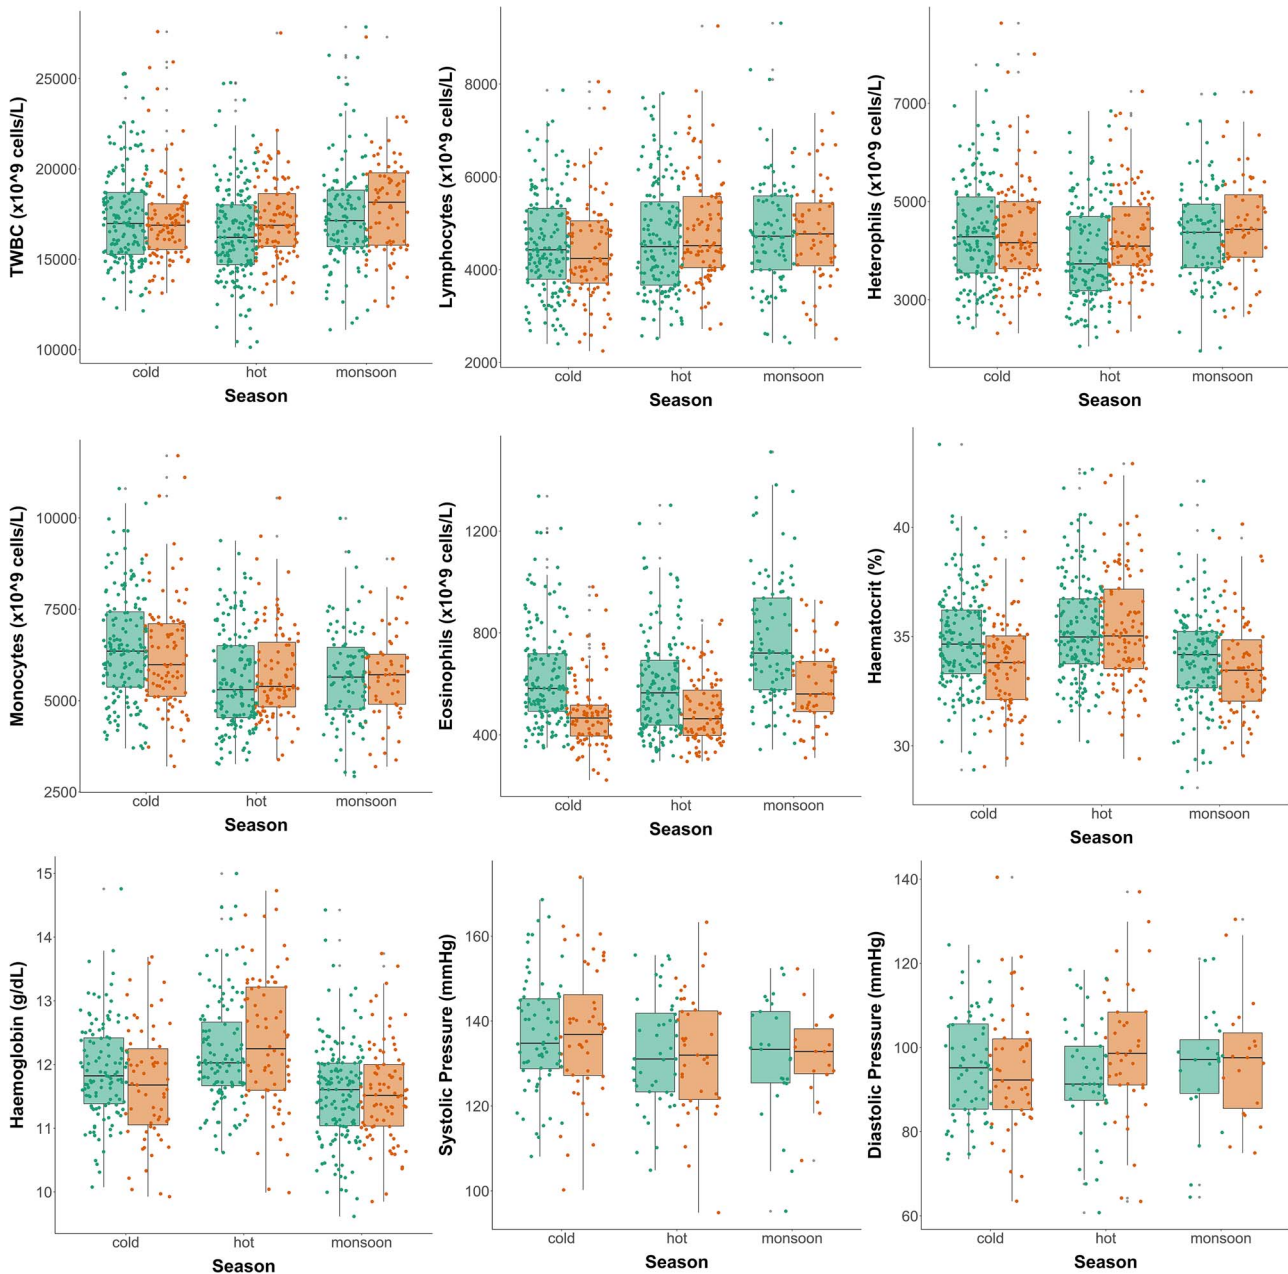 TWBC (x10^9 cells/L)
25000
20000
15000
10000
cold hot monsoon
Season
Lymphocytes (x10^9 cells/L)
8000
6000
4000
2000
cold hot monsoon
Season
Heterophils (x10^9 cells/L)
7000
5000
3000
cold hot monsoon
Season
Monocytes (x10^9 cells/L)
10000
7500
5000
2500
cold hot monsoon
Season
Eosinophils (x10^9 cells/L)
1200
800
400
cold hot monsoon
Season
Haematocrit (%)
40
35
30
cold hot monsoon
Season
Haemoglobin (g/dL)
15
14
13
12
11
10
cold hot monsoon
Season
Systolic Pressure (mmHg)
160
140
120
100
cold hot monsoon
Season
Diastolic Pressure (mmHg)
140
120
100
80
60
cold hot monsoon
Season